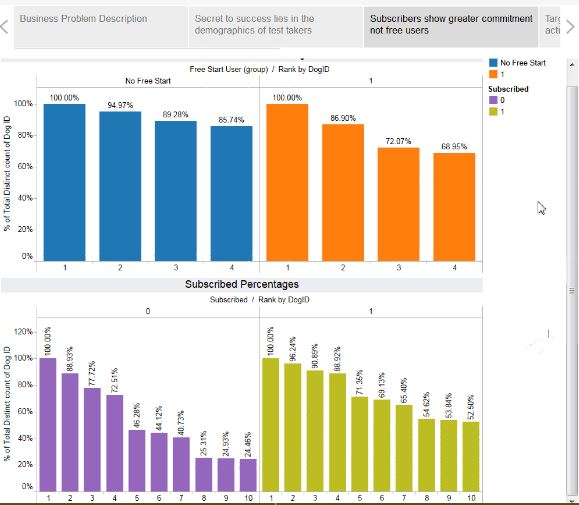 Business Problem Description
Secret to success lies in the
demographics of test takers
Subscribers show greater commitment
not free users
Targ
acti
Free Start User (group) / Rank by DogID
No Free Start
1
% of Total Distinct count of Dog ID
100%
80%
60%
40%
20%
0%
100.00%
94.97%
89.28%
85.74%
100.00%
86.90%
72.07%
68.95%
1 2 3 4 1 2 3 4
No Free Start
1
Subscribed
0
1
Subscribed Percentages
Subscribed / Rank by DogID
0
1
% of Total Distinct count of Dog ID
120%
100%
80%
60%
40%
20%
0%
100.00%
88.93%
77.72%
72.51%
46.28%
44.12%
40.73%
25.31%
24.93%
24.46%
100.00%
96.24%
90.89%
88.92%
71.35%
69.13%
65.40%
54.62%
53.84%
52.50%
1 2 3 4 5 6 7 8 9 10 1 2 3 4 5 6 7 8 9 10